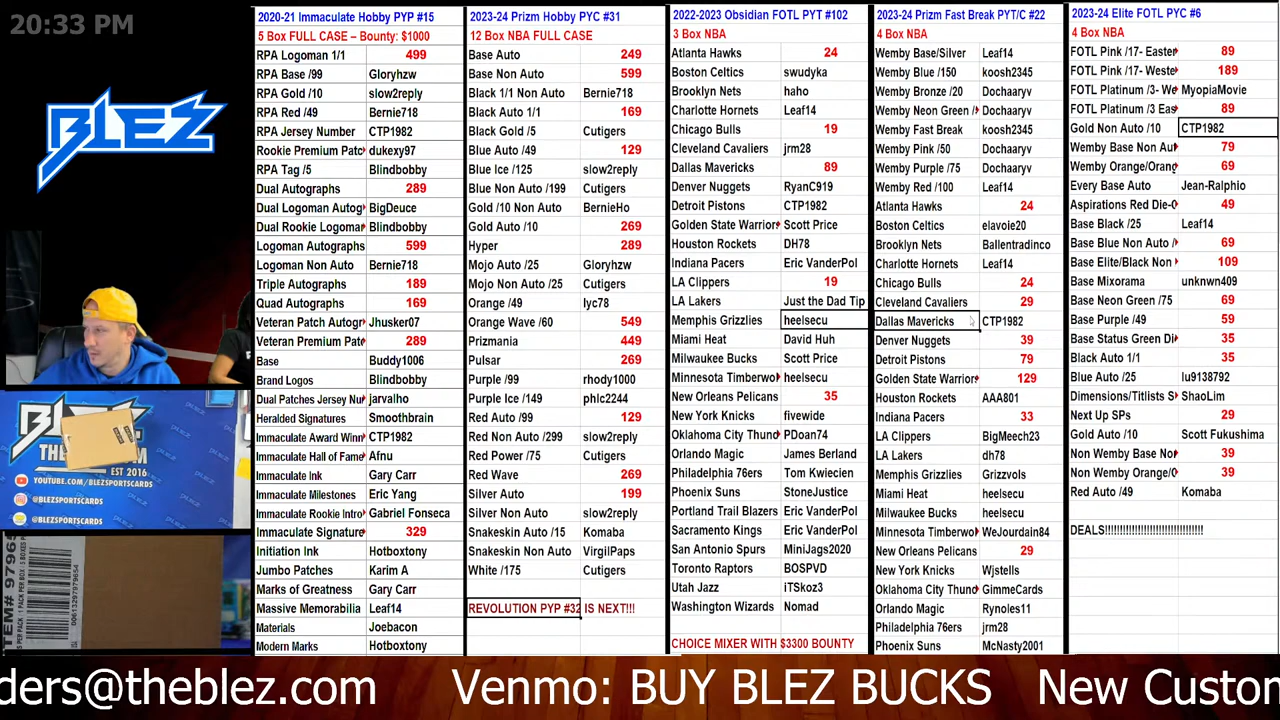 20:33 PM
BLEZ
BLEZ
THE
EST 2016
YOUTUBE.COM/BLEZSPORTSCARDS
@BLEZSPORTSCARDS
@BLEZSPORTSCARDS
2020-21 Immaculate Hobby PYP #15
5 Box FULL CASE – Bounty: $1000
RPA Logoman 1/1 499
RPA Base /99 Gloryhzw
RPA Gold /10 slow2reply
RPA Red /49 Bernie718
RPA Jersey Number CTP1982
Rookie Premium Patc dukexy97
RPA Tag /5 Blindbobby
Dual Autographs 289
Dual Logoman Autog BigDeuce
Dual Rookie Logoma Blindbobby
Logoman Autographs 599
Logoman Non Auto Bernie718
Triple Autographs 189
Quad Autographs 169
Veteran Patch Autogr Jhusker07
Veteran Premium Pat 289
Base Buddy1006
Brand Logos Blindbobby
Dual Patches Jersey Nu jarvalho
Heralded Signatures Smoothbrain
Immaculate Award Winn CTP1982
Immaculate Hall of Fame Afnu
Immaculate Ink Gary Carr
Immaculate Milestones Eric Yang
Immaculate Rookie Intro Gabriel Fonseca
Immaculate Signature 329
Initiation Ink Hotboxtony
Jumbo Patches Karim A
Marks of Greatness Gary Carr
Massive Memorabilia Leaf14
Materials Joebacon
Modern Marks Hotboxtony
2023-24 Prizm Hobby PYC #31
12 Box NBA FULL CASE
Base Auto 249
Base Non Auto 599
Black 1/1 Non Auto Bernie718
Black Auto 1/1 169
Black Gold /5 Cutigers
Blue Auto /49 129
Blue Ice /125 slow2reply
Blue Non Auto /199 Cutigers
Gold /10 Non Auto BernieHo
Gold Auto /10 269
Hyper 289
Mojo Auto /25 Gloryhzw
Mojo Non Auto /25 Cutigers
Orange /49 lyc78
Orange Wave /60 549
Prizmania 449
Pulsar 269
Purple /99 rhody1000
Purple Ice /149 phlc2244
Red Auto /99 129
Red Non Auto /299 slow2reply
Red Power /75 Cutigers
Red Wave 269
Silver Auto 199
Silver Non Auto slow2reply
Snakeskin Auto /15 Komaba
Snakeskin Non Auto VirgilPaps
White /175 Cutigers
REVOLUTION PYP #32 IS NEXT!!!
2022-2023 Obsidian FOTL PYT #102
3 Box NBA
Atlanta Hawks 24
Boston Celtics swudyka
Brooklyn Nets haho
Charlotte Hornets Leaf14
Chicago Bulls 19
Cleveland Cavaliers jrm28
Dallas Mavericks 89
Denver Nuggets RyanC919
Detroit Pistons CTP1982
Golden State Warrior Scott Price
Houston Rockets DH78
Indiana Pacers Eric VanderPol
LA Clippers 19
LA Lakers Just the Dad Tip
Memphis Grizzlies heelsecu
Miami Heat David Huh
Milwaukee Bucks Scott Price
Minnesota Timberwo heelsecu
New Orleans Pelicans 35
New York Knicks fivewide
Oklahoma City Thund PDoan74
Orlando Magic James Berland
Philadelphia 76ers Tom Kwiecien
Phoenix Suns StoneJustice
Portland Trail Blazers Eric VanderPol
Sacramento Kings Eric VanderPol
San Antonio Spurs MiniJags2020
Toronto Raptors BOSPVD
Utah Jazz iTSkoz3
Washington Wizards Nomad
CHOICE MIXER WITH $3300 BOUNTY
2023-24 Prizm Fast Break PYT/C #22
4 Box NBA
Wemby Base/Silver Leaf14
Wemby Blue /150 koosh2345
Wemby Bronze /20 Dochaaryv
Wemby Neon Green / Dochaaryv
Wemby Fast Break koosh2345
Wemby Pink /50 Dochaaryv
Wemby Purple /75 Dochaaryv
Wemby Red /100 Leaf14
Atlanta Hawks 24
Boston Celtics elavoie20
Brooklyn Nets Ballentradinco
Charlotte Hornets Leaf14
Chicago Bulls 24
Cleveland Cavaliers 29
Dallas Mavericks CTP1982
Denver Nuggets 39
Detroit Pistons 79
Golden State Warrior 129
Houston Rockets AAA801
Indiana Pacers 33
LA Clippers BigMeech23
LA Lakers dh78
Memphis Grizzlies Grizzvols
Miami Heat heelsecu
Milwaukee Bucks heelsecu
Minnesota Timberwo WeJourdain84
New Orleans Pelicans 29
New York Knicks Wjstells
Oklahoma City Thund GimmeCards
Orlando Magic Rynoles11
Philadelphia 76ers jrm28
Phoenix Suns McNasty2001
2023-24 Elite FOTL PYC #6
4 Box NBA
FOTL Pink /17- Easter 89
FOTL Pink /17- Weste 189
FOTL Platinum /3- We MyopiaMovie
FOTL Platinum /3 Eas 89
Gold Non Auto /10 CTP1982
Wemby Base Non Au 79
Wemby Orange/Orang 69
Every Base Auto Jean-Ralphio
Aspirations Red Die-C 49
Base Black /25 Leaf14
Base Blue Non Auto / 69
Base Elite/Black Non 109
Base Mixorama unknwn409
Base Neon Green /75 69
Base Purple /49 59
Base Status Green Di 35
Black Auto 1/1 35
Blue Auto /25 lu9138792
Dimensions/Titlists S ShaoLim
Next Up SPs 29
Gold Auto /10 Scott Fukushima
Non Wemby Base No 39
Non Wemby Orange/O 39
Red Auto /49 Komaba
ders@theblez.com Venmo: BUY BLEZ BUCKS New Custom